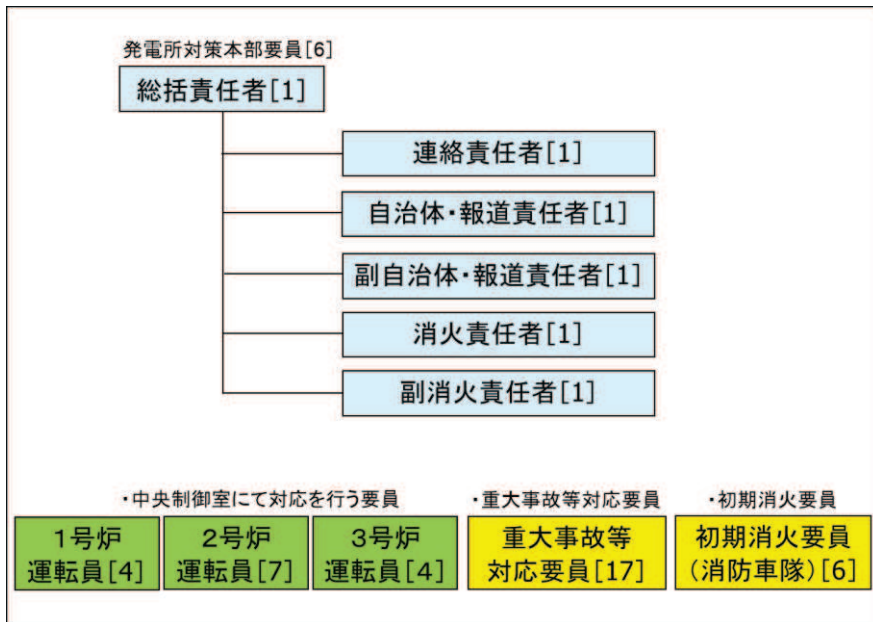 発電所対策本部要員[6]
総括責任者[1]
連絡責任者[1]
自治体・報道責任者[1]
副自治体・報道責任者[1]
消火責任者[1]
副消火責任者[1]
・中央制御室にて対応を行う要員
・重大事故等対応要員
・初期消火要員
1号炉
運転員[4]
2号炉
運転員[7]
3号炉
運転員[4]
重大事故等
対応要員[17]
初期消火要員
(消防車隊)[6]